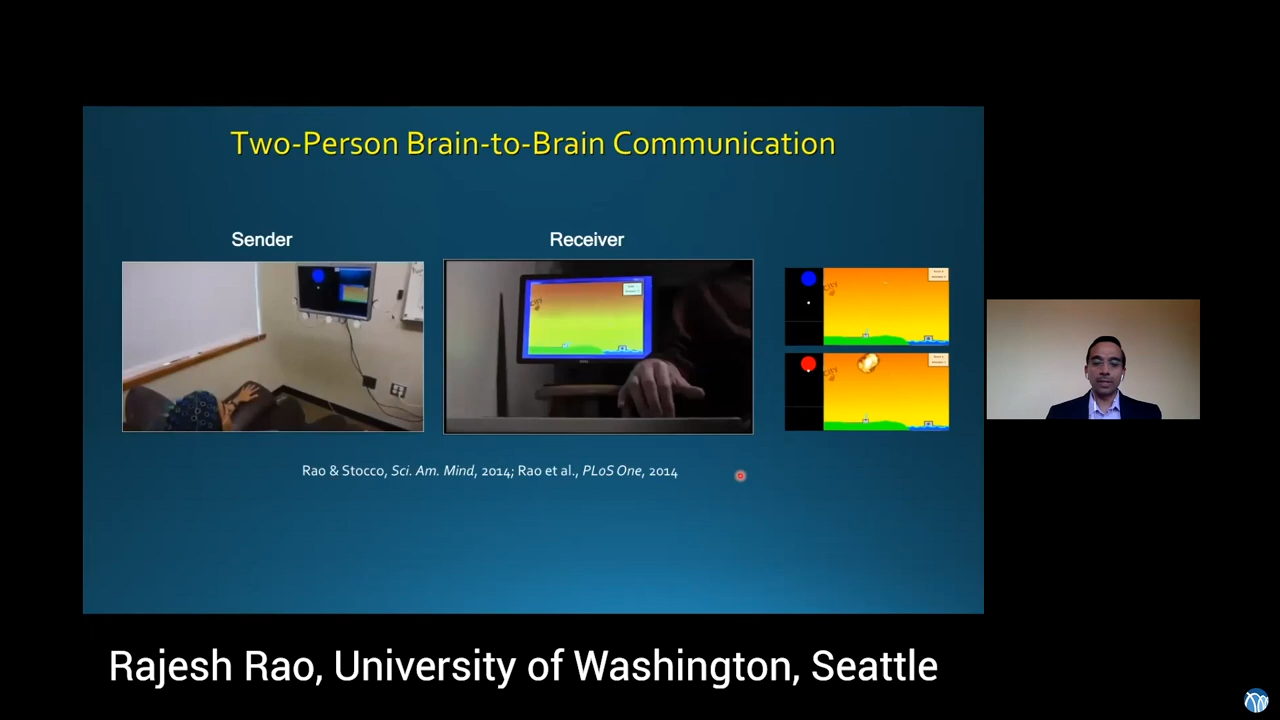 Two-Person Brain-to-Brain Communication
Sender
Receiver
Rao & Stocco, Sci. Am. Mind, 2014; Rao et al., PLoS One, 2014
Rajesh Rao, University of Washington, Seattle